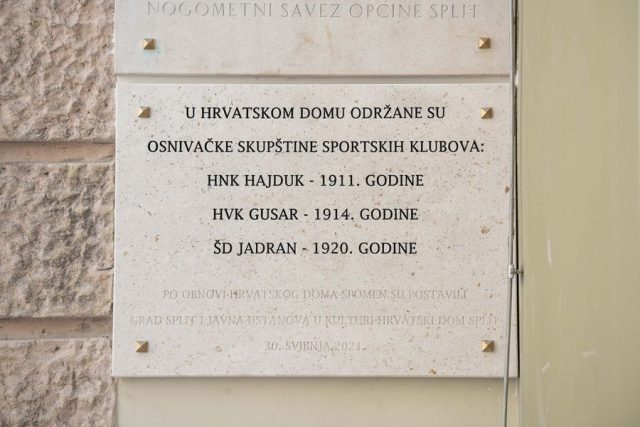 NOGOMETNI SAVEZ OPĆINE SPLIT
U HRVATSKOM DOMU ODRŽANE SU
OSNIVAČKE SKUPŠTINE SPORTSKIH KLUBOVA:
HNK HAJDUK - 1911. GODINE
HVK GUSAR - 1914. GODINE
ŠD JADRAN - 1920. GODINE
PO OBNOVI HRVATSKOG DOMA SPOMEN SU POSTAVILI
GRAD SPLIT I JAVNA USTANOVA U KULTURI HRVATSKI DOM SPLIT
30. SVIBNJA 2021.